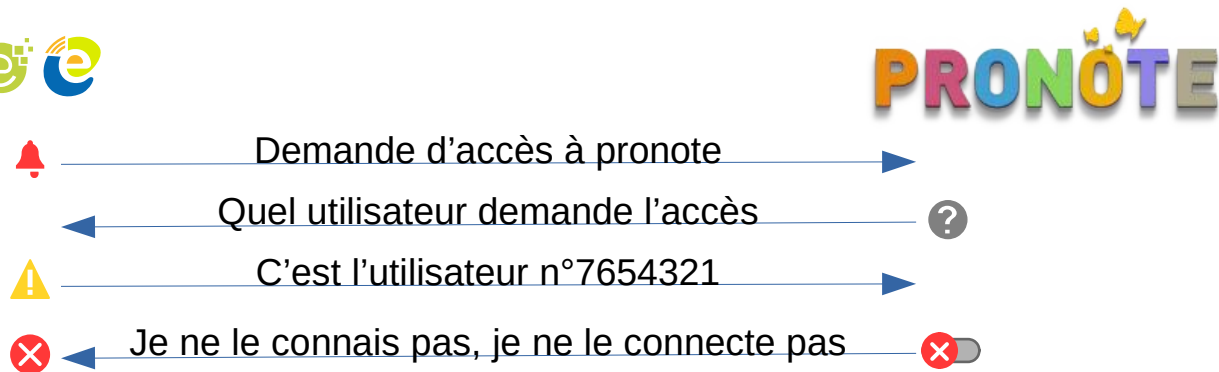 PRONOTE
Demande d’accès à pronote
Quel utilisateur demande l’accès
C’est l’utilisateur n°7654321
Je ne le connais pas, je ne le connecte pas